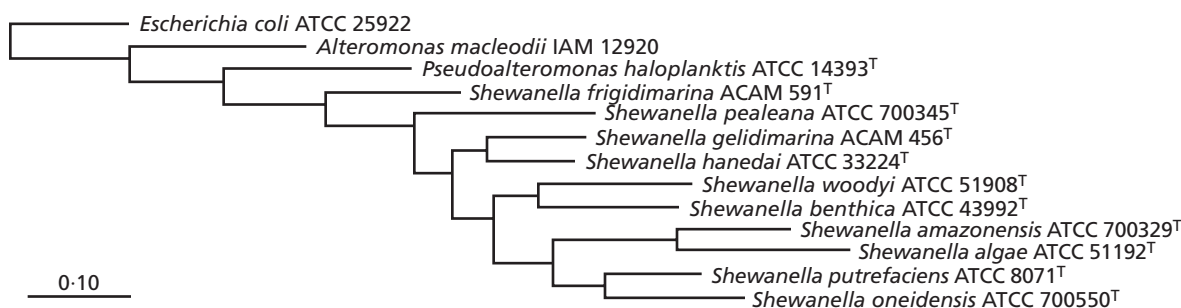 Escherichia coli ATCC 25922
Alteromonas macleodii IAM 12920
Pseudoalteromonas haloplanktis ATCC 14393ᵀ
Shewanella frigidimarina ACAM 591ᵀ
Shewanella pealeana ATCC 700345ᵀ
Shewanella gelidimarina ACAM 456ᵀ
Shewanella hanedai ATCC 33224ᵀ
Shewanella woodyi ATCC 51908ᵀ
Shewanella benthica ATCC 43992ᵀ
Shewanella amazonensis ATCC 700329ᵀ
Shewanella algae ATCC 51192ᵀ
Shewanella putrefaciens ATCC 8071ᵀ
0·10
Shewanella oneidensis ATCC 700550ᵀ